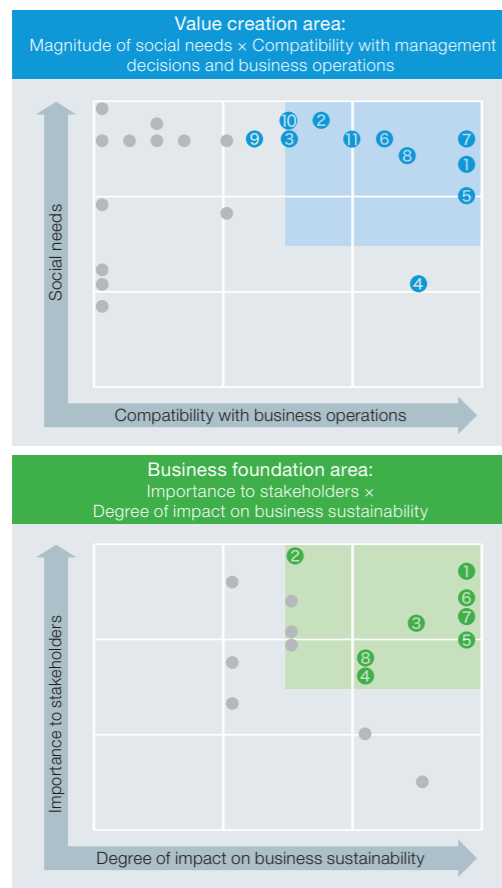 Value creation area:
Magnitude of social needs × Compatibility with management
decisions and business operations
Social needs
⑩ ②
⑨ ③ ⑪ ⑥ ⑦
⑧
①
⑤
④
Compatibility with business operations
Business foundation area:
Importance to stakeholders ×
Degree of impact on business sustainability
Importance to stakeholders
②
①
⑥
⑦
③
⑤
⑧
④
Degree of impact on business sustainability